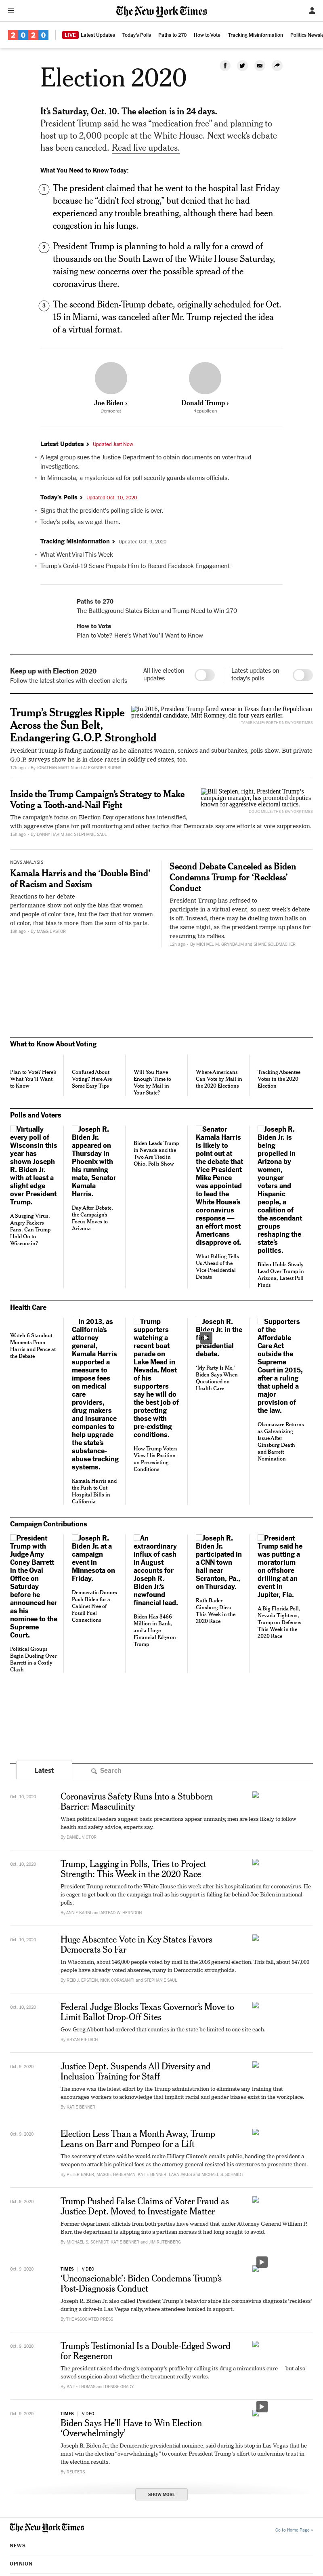 The New York Times
2020
LIVE Latest Updates Today's Polls Paths to 270 How to Vote Tracking Misinformation Politics
Election 2020
It's Saturday, Oct. 10. The election is in 24 days.
President Trump said he was “mediation free” and planning to
host up to 2,000 people at the White House. Next week's debate
has been canceled. Read live updates.
What You Need to Know Today:
1 The president claimed that he went to the hospital last Friday
because he “didn't feel strong,” but denied that he had
experienced any trouble breathing, although there had been
congestion in his lungs.
2 President Trump is planning to hold a rally for a crowd of
thousands on the South Lawn of the White House Saturday,
raising new concerns over the possible spread of the
coronavirus there.
3 The second Biden-Trump debate, originally scheduled for Oct.
15 in Miami, was canceled after Mr. Trump rejected the idea
of a virtual format.
Joe Biden ›
Democrat
Donald Trump ›
Republican
Latest Updates › Updated Just Now
• A legal group sues the Justice Department to obtain documents on voter fraud
investigations.
• In Minnesota, a mysterious ad for poll security guards alarms officials.
Today's Polls › Updated Oct. 10, 2020
• Signs that the president's polling slide is over.
• Today's polls, as we get them.
Tracking Misinformation › Updated Oct. 9, 2020
• What Went Viral This Week
• Trump's Covid-19 Scare Propels Him to Record Facebook Engagement
Paths to 270
The Battleground States Biden and Trump Need to Win 270
How to Vote
Plan to Vote? Here's What You'll Want to Know
Keep up with Election 2020
Follow the latest stories with election alerts
All live election
updates
Latest updates on
today's polls
Trump's Struggles Ripple
Across the Sun Belt,
Endangering G.O.P. Stronghold
In 2016, President Trump fared worse in Texas than the Republican
presidential candidate, Mitt Romney, did four years earlier.
President Trump is fading nationally as he alienates women, seniors and suburbanites, polls show. But private
G.O.P. surveys show he is in close races in solidly red states, too.
17h ago – By JONATHAN MARTIN and ALEXANDER BURNS
Inside the Trump Campaign's Strategy to Make
Voting a Tooth-and-Nail Fight
Bill Stepien, right, President Trump's
campaign manager, has promoted deputies
known for aggressive electoral tactics.
The campaign's focus on Election Day operations has intensified,
with aggressive plans for poll monitoring and other tactics that Democrats say are efforts at vote suppression.
19h ago – By DANNY HAKIM and STEPHANIE SAUL
NEWS ANALYSIS
Kamala Harris and the ‘Double Bind’
of Racism and Sexism
Reactions to her debate
performance show not only the bias that women
and people of color face, but the fact that for women
of color, that bias is more than the sum of its parts.
19h ago – By MAGGIE ASTOR
Second Debate Canceled as Biden
Condemns Trump for ‘Reckless’
Conduct
President Trump has refused to
participate in a virtual event, so next week's debate
is off. Instead, there may be dueling town halls on
the same night, as the president ramps up plans for
resuming his rallies.
12h ago – By MICHAEL M. GRYNBAUM and SHANE GOLDMACHER
What to Know About Voting
Plan to Vote? Here's
What You'll Want
to Know
Confused About
Voting? Here Are
Some Easy Tips
Will You Have
Enough Time to
Vote by Mail in
Your State?
Where Americans
Can Vote by Mail in
the 2020 Elections
Tracking Absentee
Votes in the 2020
Election
Polls and Voters
Virtually
every poll of
Wisconsin this
year has
shown Joseph
R. Biden Jr.
with at least a
slight edge
over President
Trump.
A Surging Virus.
Angry Packers
Fans. Can Trump
Hold On to
Wisconsin?
Joseph R.
Biden Jr.
appeared on
Thursday in
Phoenix with
his running
mate, Senator
Kamala
Harris.
Day After Debate,
the Campaign's
Focus Moves to
Arizona
Biden Leads Trump
in Nevada and the
Two Are Tied in
Ohio, Polls Show
Senator
Kamala Harris
is likely to
point out at
the debate that
Vice President
Mike Pence
was appointed
to lead the
White House's
coronavirus
response —
an effort most
Americans
disapprove of.
What Polling Tells
Us Ahead of the
Vice-Presidential
Debate
Joseph R.
Biden Jr. is
being
propelled in
Arizona by
women,
younger
voters and
Hispanic
people, a
coalition of
the ascendant
groups
reshaping the
state's
politics.
Biden Holds Steady
Lead Over Trump in
Arizona, Latest Poll
Finds
Health Care
Watch 6 Standout
Moments From
Harris and Pence at
the Debate
In 2013, as
California's
attorney
general,
Kamala Harris
supported a
measure to
impose fees
on medical
care
providers,
drug makers
and insurance
companies to
help upgrade
the state's
substance-
abuse tracking
systems.
Kamala Harris and
the Push to Cut
Hospital Bills in
California
Trump
supporters
watching a
recent boat
parade on
Lake Mead in
Nevada. Most
of his
supporters
say he will do
the best job of
protecting
those with
pre-existing
conditions.
How Trump Voters
View His Position
on Pre-existing
Conditions
Joseph R.
Biden Jr. in the
presidential
debate.
‘My Party Is Me,’
Biden Says When
Questioned on
Health Care
Supporters
of the
Affordable
Care Act
outside the
Supreme
Court in 2015,
after a ruling
that upheld a
major
provision of
the law.
Obamacare Returns
as Galvanizing
Issue After
Ginsburg Death
and Barrett
Nomination
Campaign Contributions
President
Trump with
Judge Amy
Coney Barrett
in the Oval
Office on
Saturday
before he
announced her
as his
nominee to the
Supreme
Court.
Political Groups
Begin Dueling Over
Barrett in a Costly
Clash
Joseph R.
Biden Jr. at a
campaign
event in
Minnesota on
Friday.
Democratic Donors
Push Biden for a
Cabinet Free of
Fossil Fuel
Connections
An
extraordinary
influx of cash
in August
accounts for
Joseph R.
Biden Jr.'s
newfound
financial lead.
Biden Has $466
Million in Bank,
and a Huge
Financial Edge on
Trump
Joseph R.
Biden Jr.
participated in
a CNN town
hall near
Scranton, Pa.,
on Thursday.
Ruth Bader
Ginsburg Dies:
This Week in the
2020 Race
President
Trump said he
was putting a
moratorium
on offshore
drilling at an
event in
Jupiter, Fla.
A Big Florida Poll,
Nevada Tightens,
Trump on Defense:
This Week in the
2020 Race
Latest Search
Oct. 10, 2020
Coronavirus Safety Runs Into a Stubborn
Barrier: Masculinity
When political leaders suggest basic precautions appear unmanly, men are less likely to follow
health and safety advice, experts say.
By DANIEL VICTOR
Oct. 10, 2020
Trump, Lagging in Polls, Tries to Project
Strength: This Week in the 2020 Race
President Trump returned to the White House this week after his hospitalization for coronavirus. He
is eager to get back on the campaign trail as his support is falling far behind Joe Biden in national
polls.
By ANNIE KARNI and ASTEAD W. HERNDON
Oct. 10, 2020
Huge Absentee Vote in Key States Favors
Democrats So Far
In Wisconsin, about 146,000 people voted by mail in the 2016 general election. This fall, about 647,000
people have already voted absentee, many in Democratic strongholds.
By REID J. EPSTEIN, NICK CORASANITI and STEPHANIE SAUL
Oct. 10, 2020
Federal Judge Blocks Texas Governor's Move to
Limit Ballot Drop-Off Sites
Gov. Greg Abbott had ordered that counties in the state be limited to one site each.
By BRYAN PIETSCH
Oct. 9, 2020
Justice Dept. Suspends All Diversity and
Inclusion Training for Staff
The move was the latest effort by the Trump administration to eliminate any training that
encourages workers to acknowledge that implicit racial and gender biases exist in the workplace.
By KATIE BENNER
Oct. 9, 2020
Election Less Than a Month Away, Trump
Leans on Barr and Pompeo for a Lift
The secretary of state said he would make Hillary Clinton's emails public, handing the president a
weapon to attack his political foes as the attorney general resisted his overtures to prosecute them.
By PETER BAKER, MAGGIE HABERMAN, KATIE BENNER, LARA JAKES and MICHAEL S. SCHMIDT
Oct. 9, 2020
Trump Pushed False Claims of Voter Fraud as
Justice Dept. Moved to Investigate Matter
Former department officials from both parties have warned that under Attorney General William P.
Barr, the department is slipping into a partisan morass it had long sought to avoid.
By MICHAEL S. SCHMIDT, KATIE BENNER and JIM RUTENBERG
Oct. 9, 2020
TIMES | VIDEO
‘Unconscionable’: Biden Condemns Trump's
Post-Diagnosis Conduct
Joseph R. Biden Jr. also called President Trump's behavior since his coronavirus diagnosis ‘reckless’
during a drive-in Las Vegas rally, where attendees honked in support.
By THE ASSOCIATED PRESS
Oct. 9, 2020
Trump's Testimonial Is a Double-Edged Sword
for Regeneron
The president raised the drug's company's profile by calling its drug a miraculous cure — but also
raised suspicion about whether the treatment really works.
By KATIE THOMAS and DENISE GRADY
Oct. 9, 2020
TIMES | VIDEO
Biden Says He'll Have to Win Election
‘Overwhelmingly’
Joseph R. Biden Jr., the Democratic presidential nominee, said during his stop in Las Vegas that he
must win the election “overwhelmingly” to counter President Trump's effort to undermine trust in
the election results.
By REUTERS
SHOW MORE
The New York Times
Go to Home Page »
NEWS
OPINION